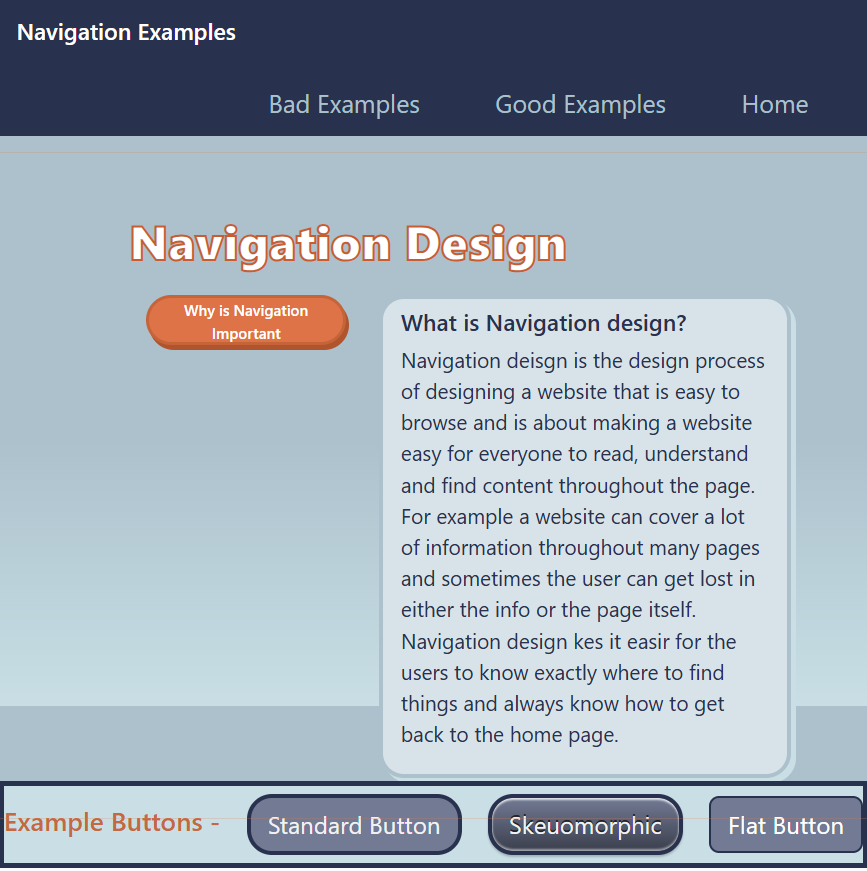 Navigation Examples
Bad Examples Good Examples Home
Navigation Design
Why is Navigation
Important
What is Navigation design?
Navigation deisgn is the design process
of designing a website that is easy to
browse and is about making a website
easy for everyone to read, understand
and find content throughout the page.
For example a website can cover a lot
of information throughout many pages
and sometimes the user can get lost in
either the info or the page itself.
Navigation design kes it easir for the
users to know exactly where to find
things and always know how to get
back to the home page.
Example Buttons - Standard Button Skeuomorphic Flat Button